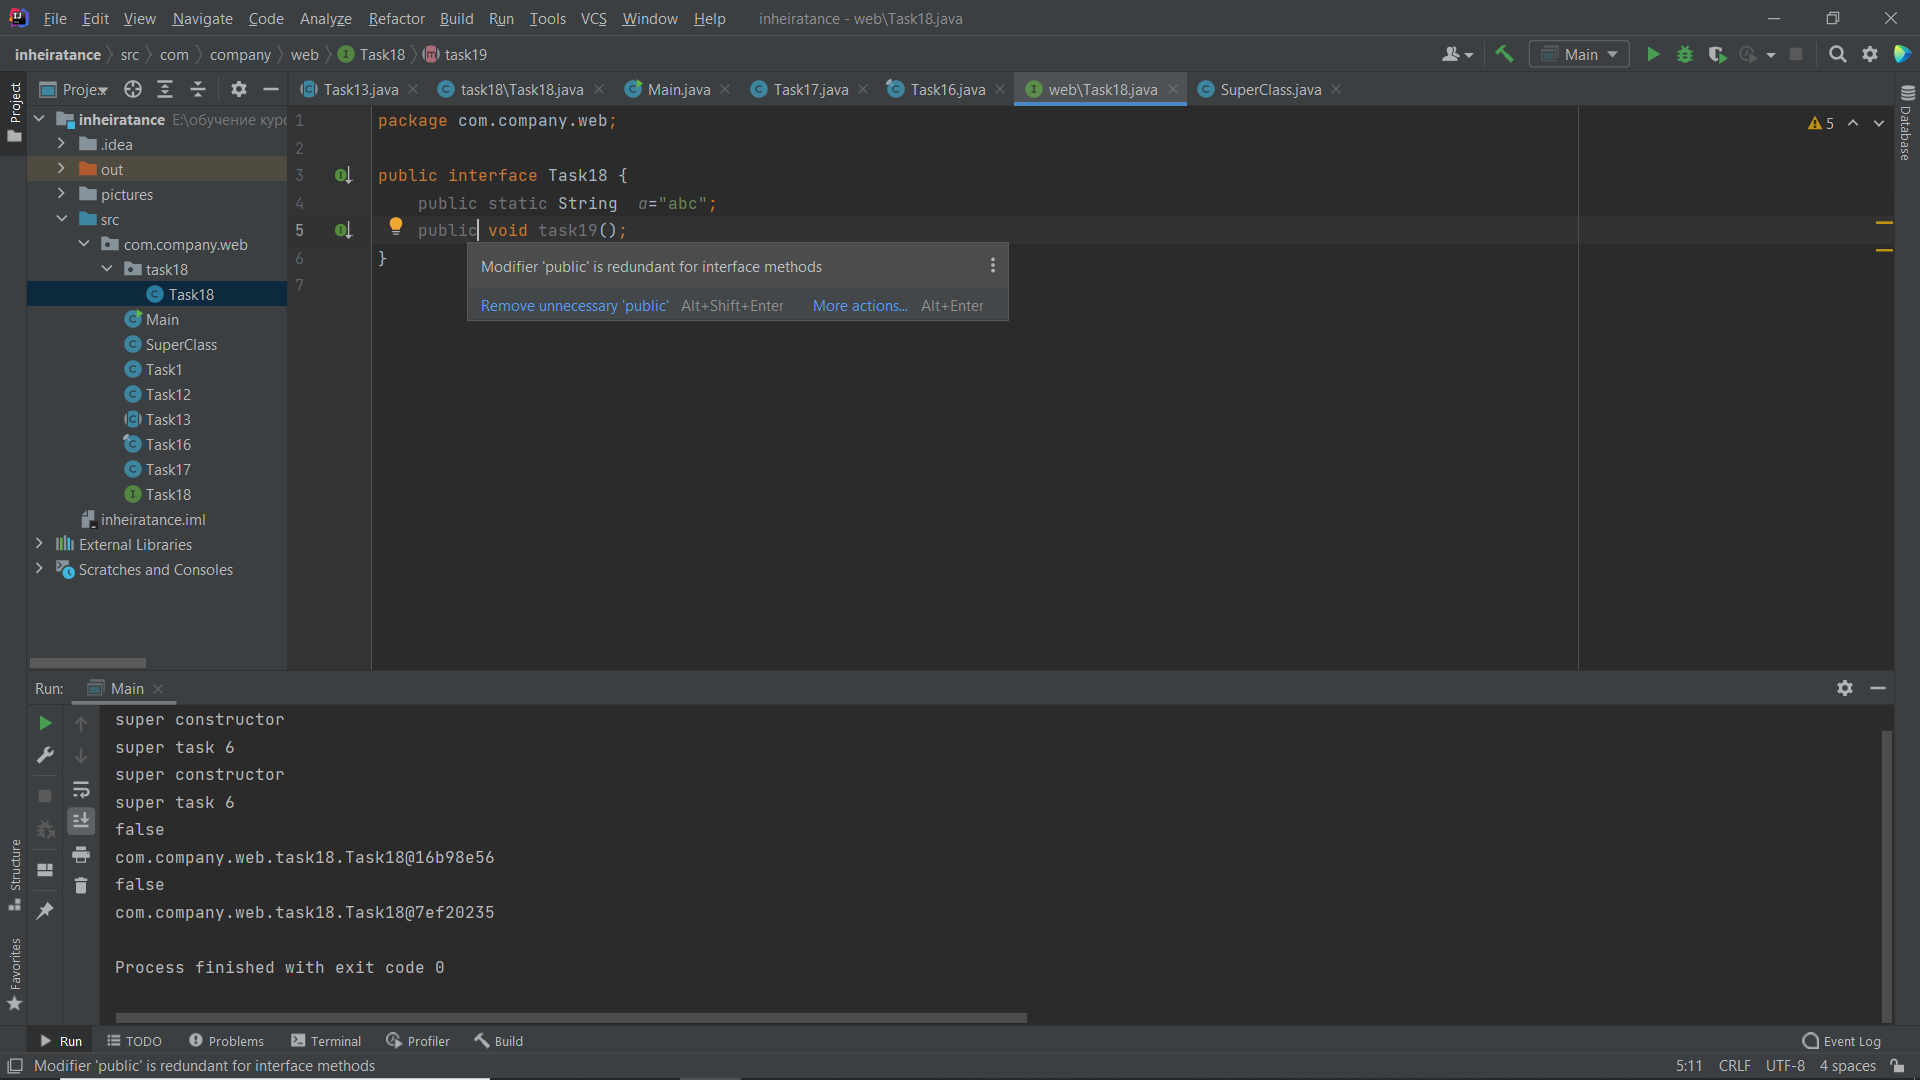 File Edit View Navigate Code Analyze Refactor Build Run Tools VCS Window Help inheiratance - web\Task18.java
inheiratance src com company web Task18 task19 Main
Project
Proje...
Task13.java task18\Task18.java Main.java Task17.java Task16.java web\Task18.java SuperClass.java
Database
inheiratance E:\обучение курс
.idea
out
pictures
src
com.company.web
task18
Task18
Main
SuperClass
Task1
Task12
Task13
Task16
Task17
Task18
inheiratance.iml
External Libraries
Scratches and Consoles
1 package com.company.web;
5
2
3 public interface Task18 {
4 public static String a="abc";
5 public void task19();
6 }
7
Modifier 'public' is redundant for interface methods
Remove unnecessary 'public' Alt+Shift+Enter More actions... Alt+Enter
Run: Main
super constructor
super task 6
super constructor
super task 6
false
com.company.web.task18.Task18@16b98e56
false
com.company.web.task18.Task18@7ef20235
Process finished with exit code 0
Structure
Favorites
Run TODO Problems Terminal Profiler Build Event Log
Modifier 'public' is redundant for interface methods 5:11 CRLF UTF-8 4 spaces